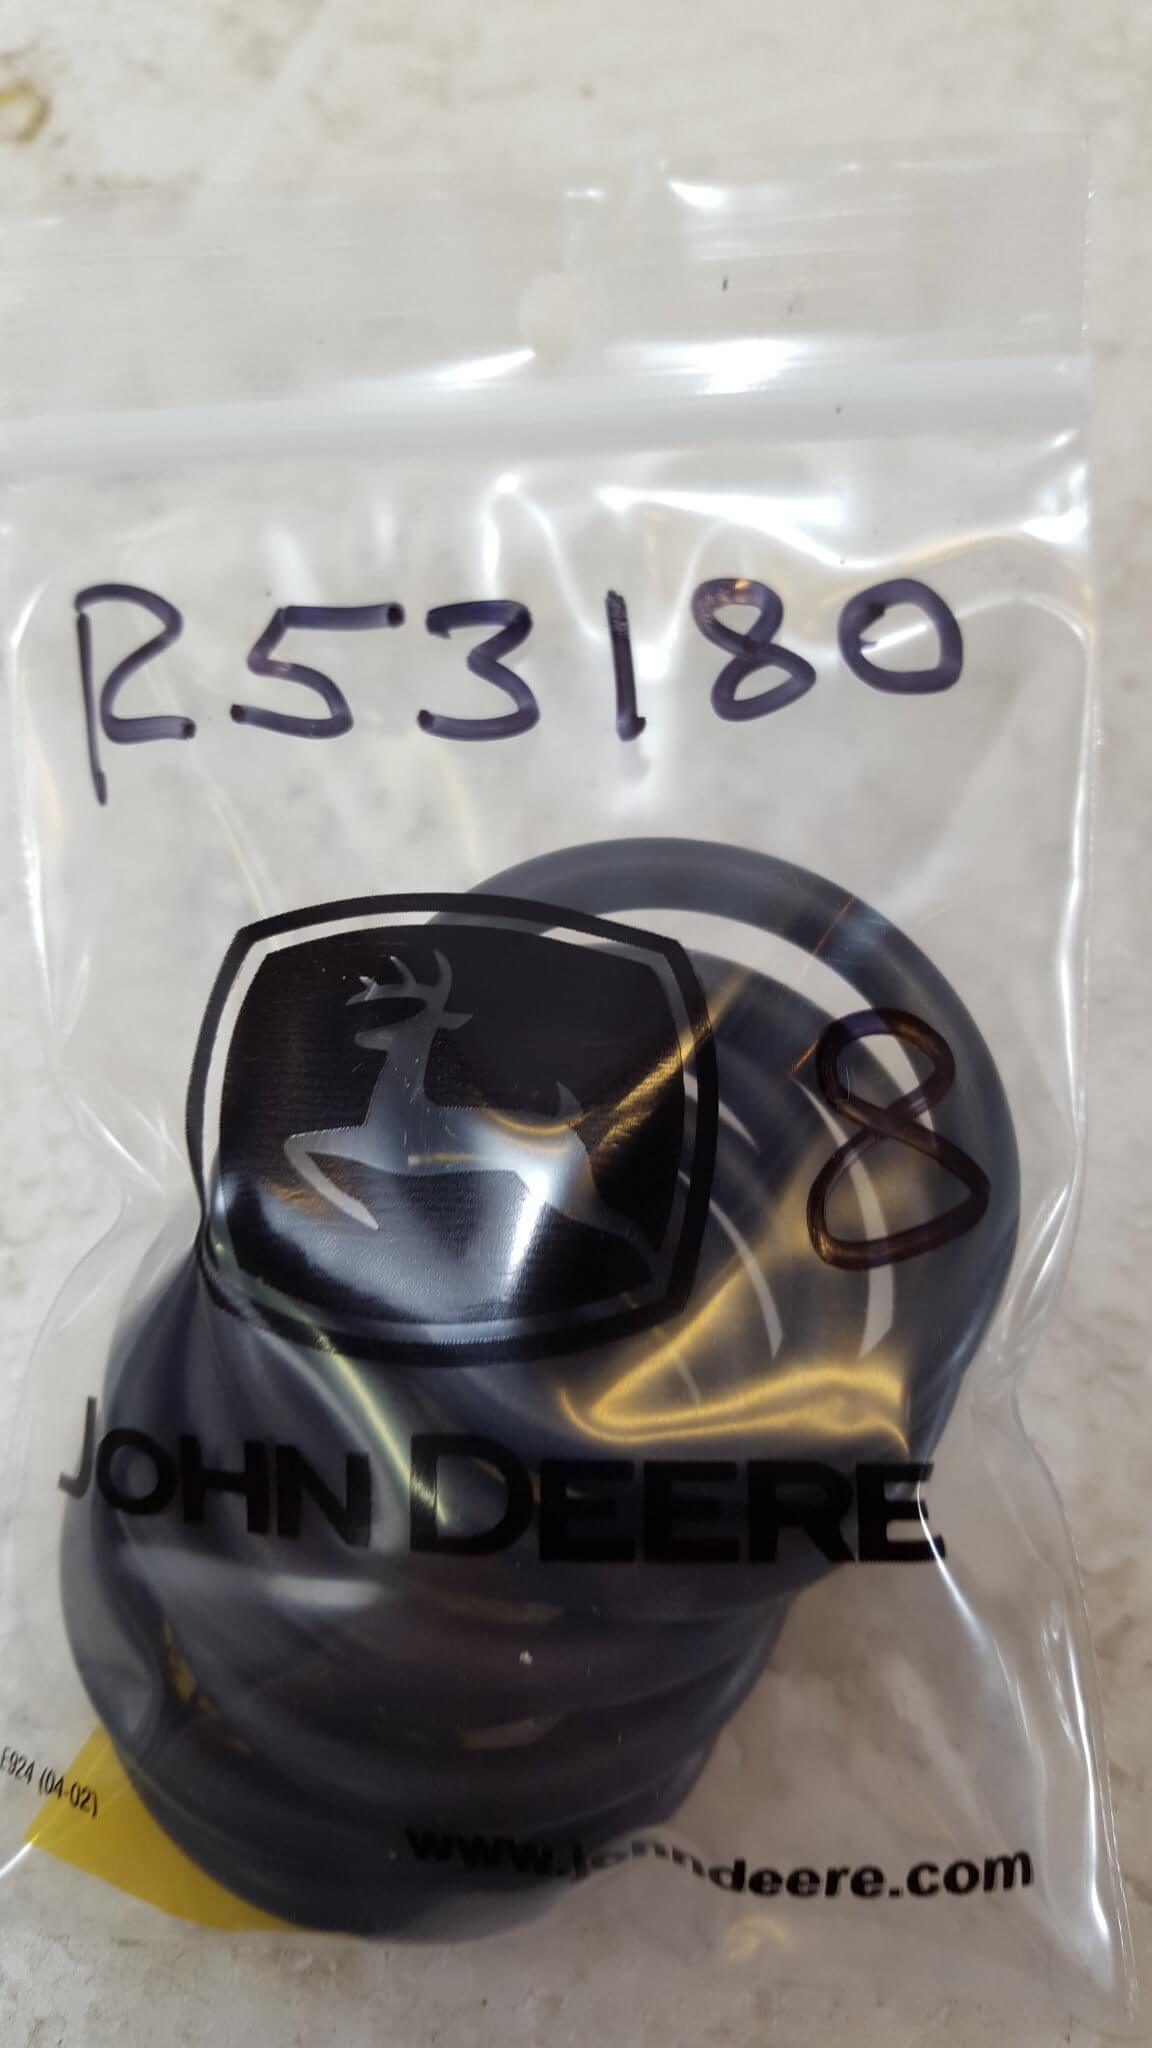 R53180
8
JOHN DEERE
E924 (04-02)
www.johndeere.com